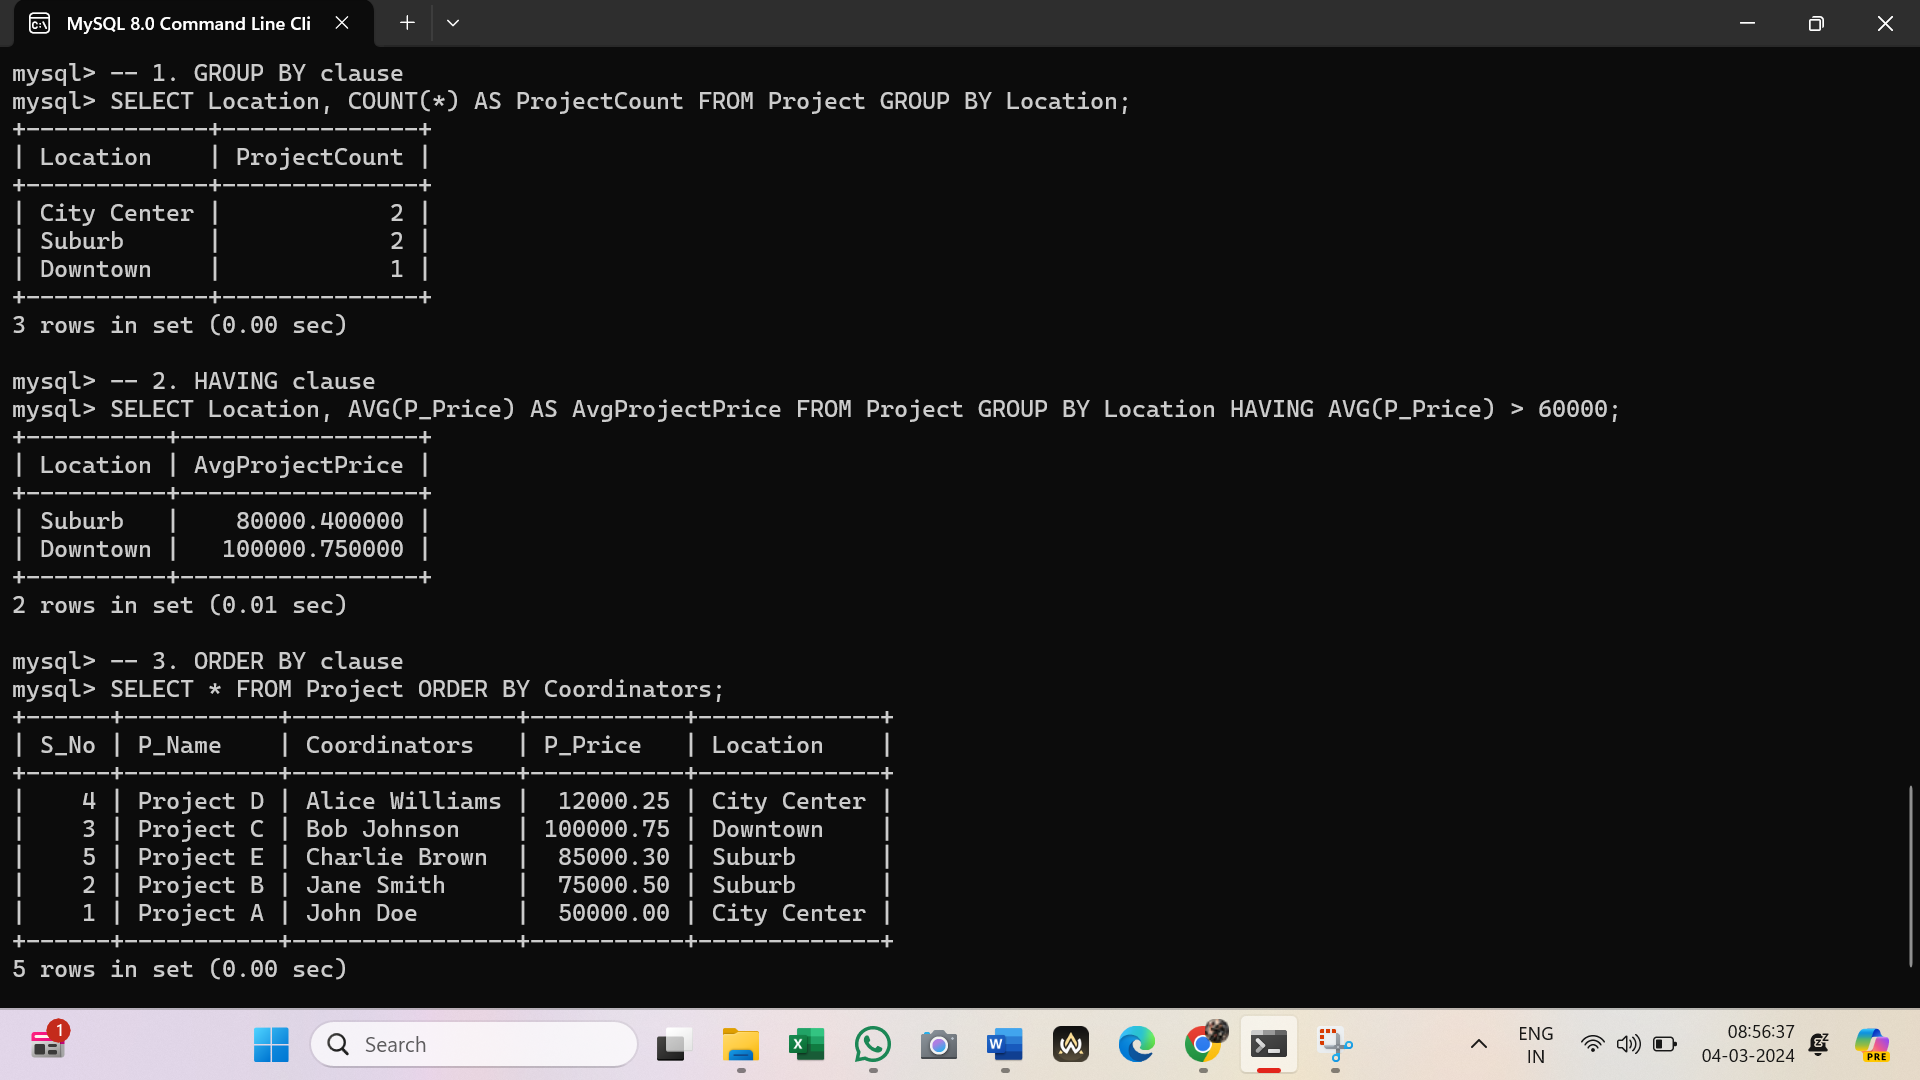 MySQL 8.0 Command Line Cli
mysql> -- 1. GROUP BY clause
mysql> SELECT Location, COUNT(*) AS ProjectCount FROM Project GROUP BY Location;
+-------------+--------------+
| Location    | ProjectCount |
+-------------+--------------+
| City Center |            2 |
| Suburb      |            2 |
| Downtown    |            1 |
+-------------+--------------+
3 rows in set (0.00 sec)
mysql> -- 2. HAVING clause
mysql> SELECT Location, AVG(P_Price) AS AvgProjectPrice FROM Project GROUP BY Location HAVING AVG(P_Price) > 60000;
+----------+-----------------+
| Location | AvgProjectPrice |
+----------+-----------------+
| Suburb   |    80000.400000 |
| Downtown |   100000.750000 |
+----------+-----------------+
2 rows in set (0.01 sec)
mysql> -- 3. ORDER BY clause
mysql> SELECT * FROM Project ORDER BY Coordinators;
+------+-----------+----------------+-----------+-------------+
| S_No | P_Name    | Coordinators   | P_Price   | Location    |
+------+-----------+----------------+-----------+-------------+
|    4 | Project D | Alice Williams |  12000.25 | City Center |
|    3 | Project C | Bob Johnson    | 100000.75 | Downtown    |
|    5 | Project E | Charlie Brown  |  85000.30 | Suburb      |
|    2 | Project B | Jane Smith     |  75000.50 | Suburb      |
|    1 | Project A | John Doe       |  50000.00 | City Center |
+------+-----------+----------------+-----------+-------------+
5 rows in set (0.00 sec)
1
Search
ENG
IN
08:56:37
04-03-2024
PRE